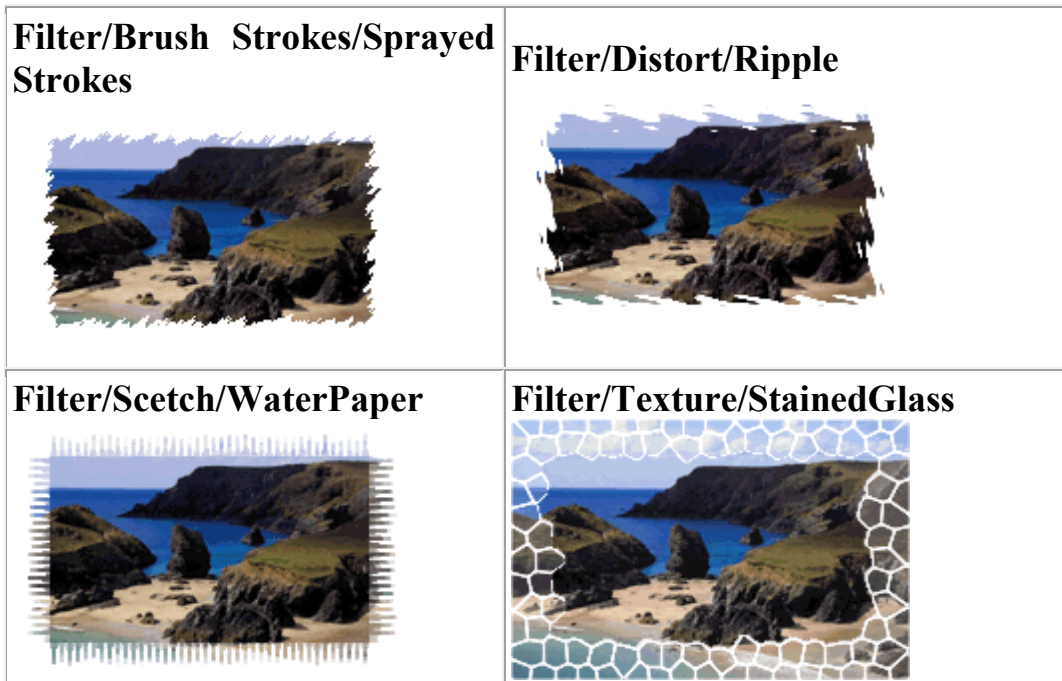 Filter/Brush Strokes/Sprayed
Strokes
Filter/Distort/Ripple
Filter/Scetch/WaterPaper
Filter/Texture/StainedGlass